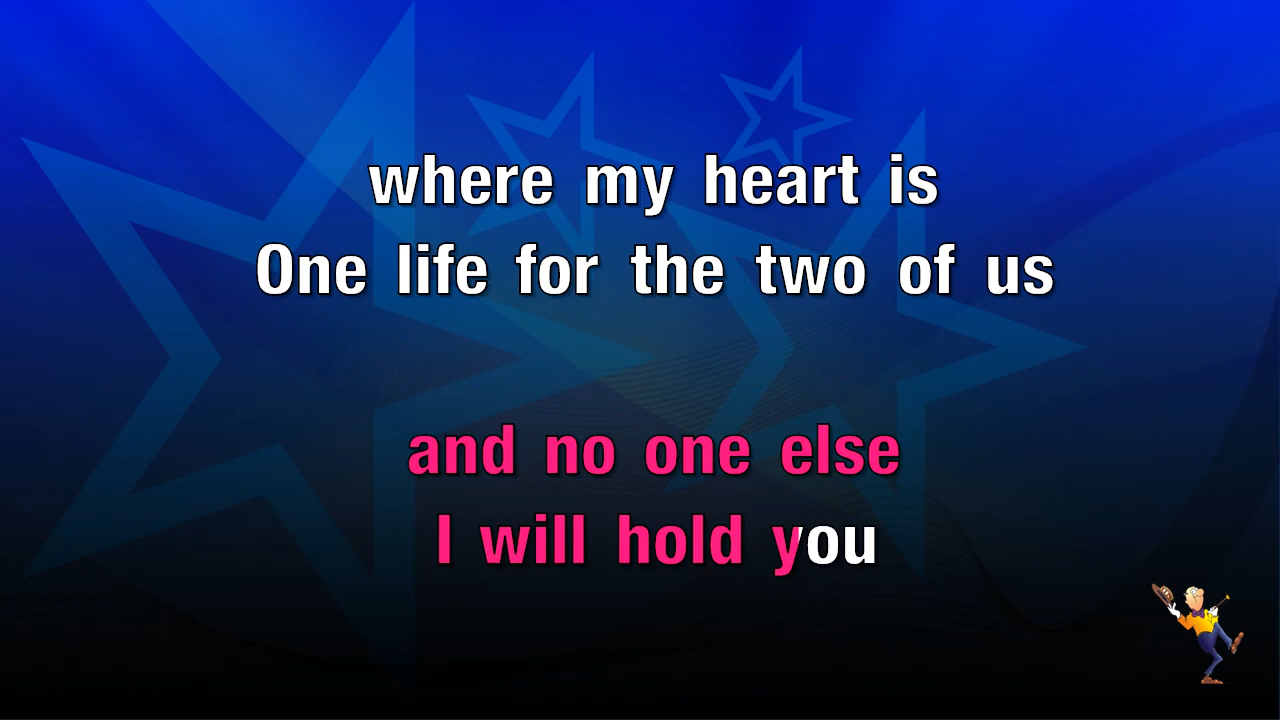 where my heart is
One life for the two of us
and no one else
I will hold you